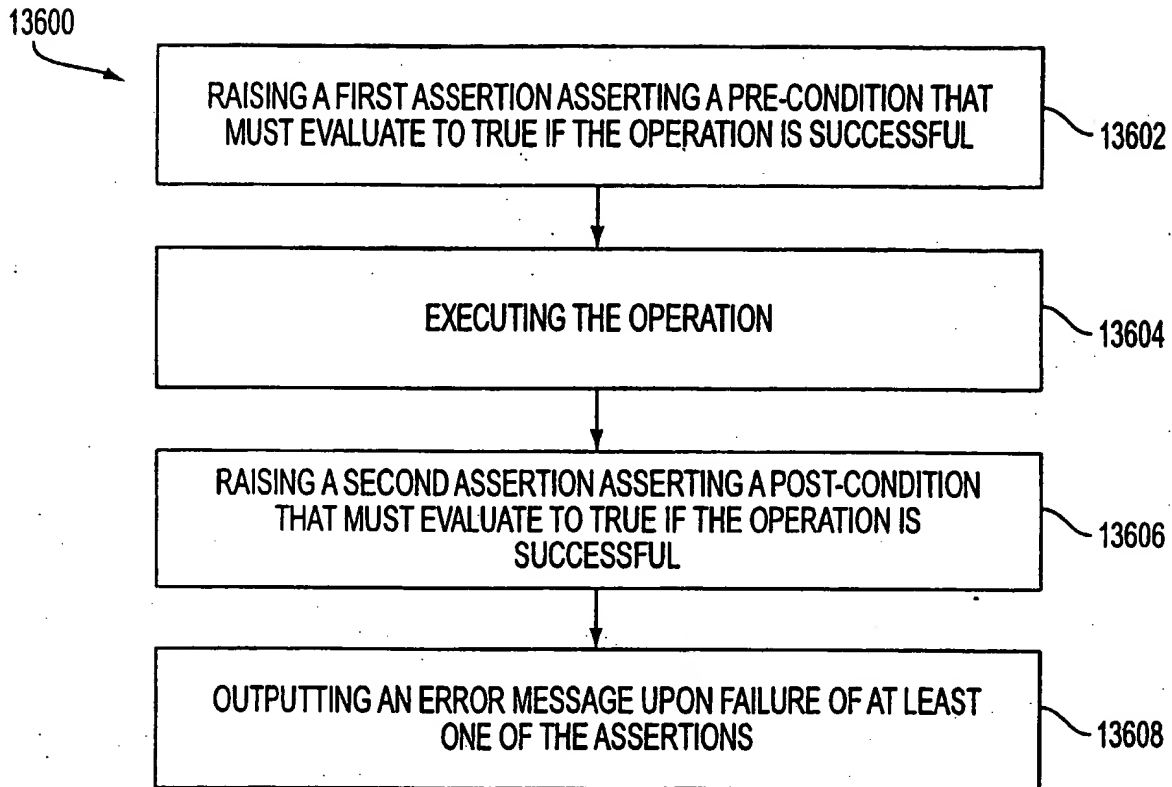 13600
RAISING A FIRST ASSERTION ASSERTING A PRE-CONDITION THAT
MUST EVALUATE TO TRUE IF THE OPERATION IS SUCCESSFUL
13602
EXECUTING THE OPERATION
13604
RAISING A SECOND ASSERTION ASSERTING A POST-CONDITION
THAT MUST EVALUATE TO TRUE IF THE OPERATION IS
SUCCESSFUL
13606
OUTPUTTING AN ERROR MESSAGE UPON FAILURE OF AT LEAST
ONE OF THE ASSERTIONS
13608